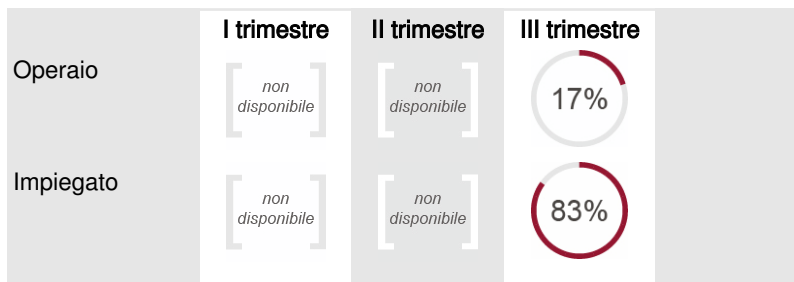 I trimestre II trimestre III trimestre
Operaio
non disponibile
non disponibile
17%
Impiegato
non disponibile
non disponibile
83%